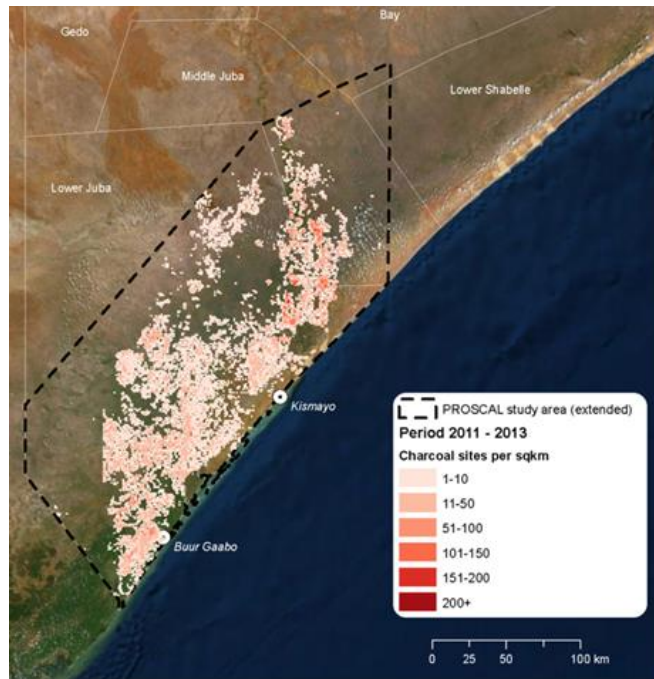 Gedo
Bay
Middle Juba
Lower Shabelle
Lower Juba
Kismayo
Buur Gaabo
PROSCAL study area (extended)
Period 2011 - 2013
Charcoal sites per sqkm
1-10
11-50
51-100
101-150
151-200
200+
0 25 50 100 km